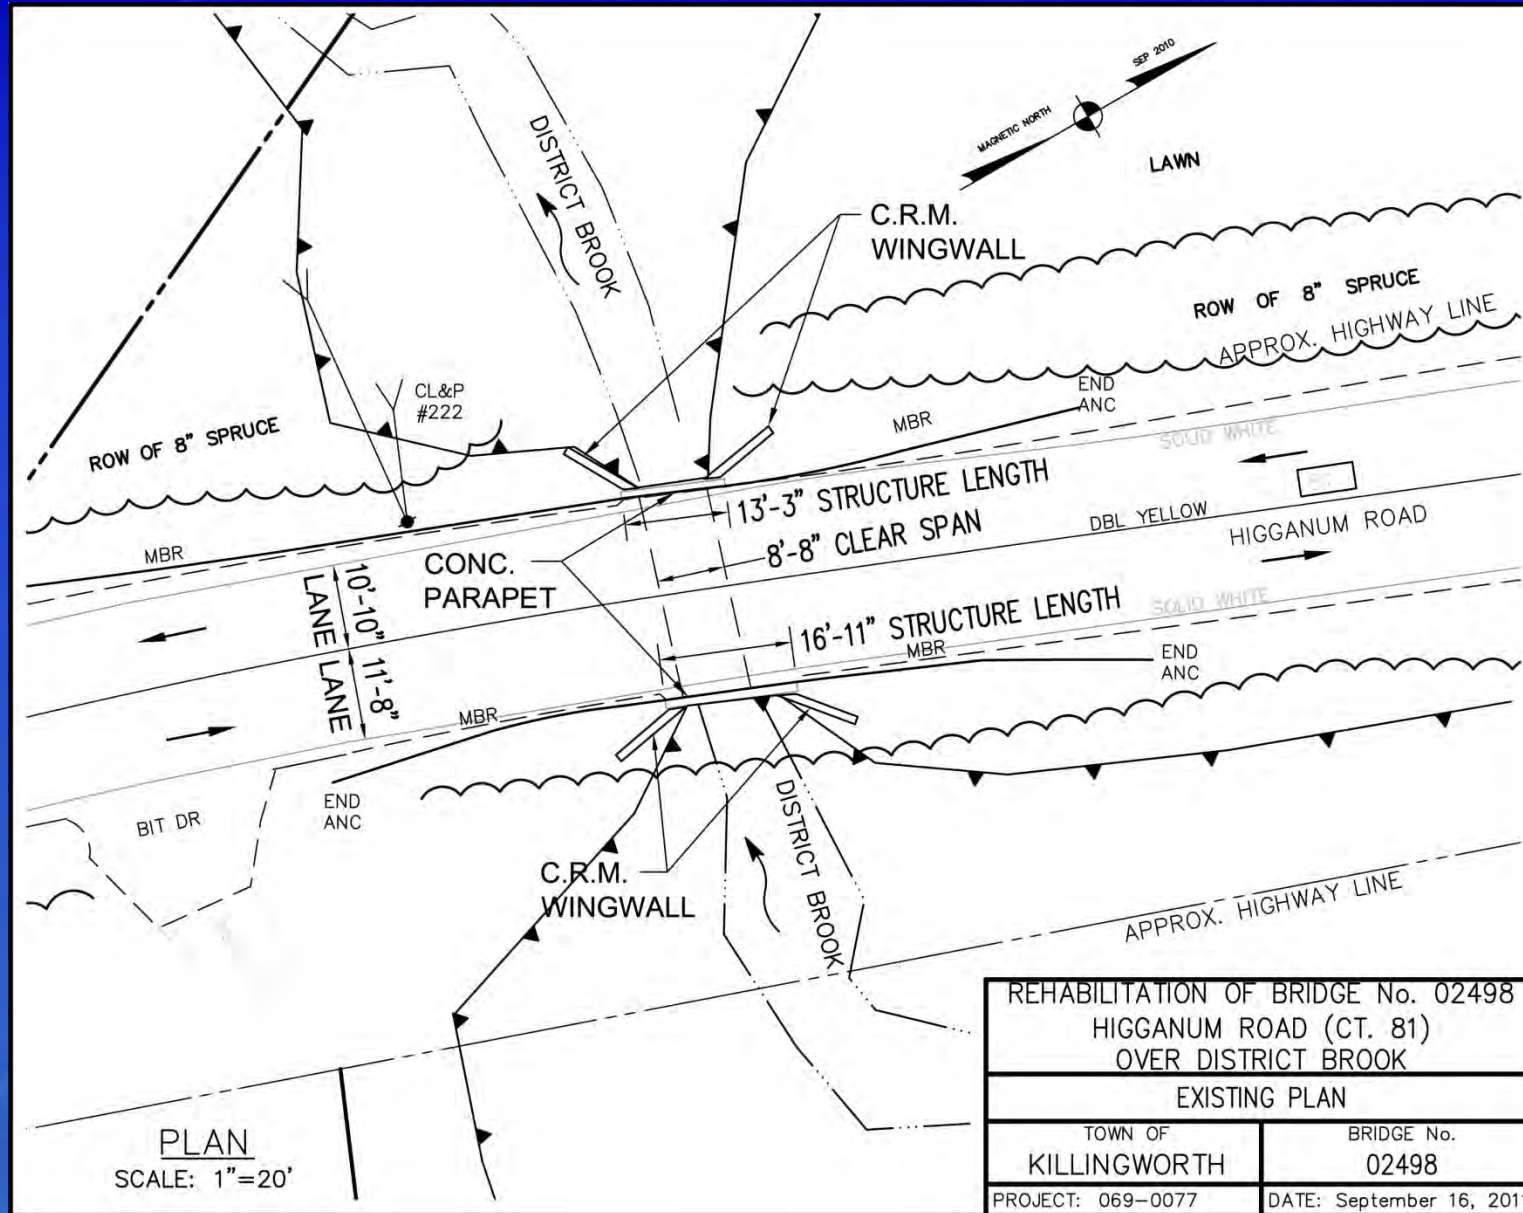 SEP 2010
MAGNETIC NORTH
LAWN
DISTRICT BROOK
C.R.M.
WINGWALL
ROW OF 8" SPRUCE
APPROX. HIGHWAY LINE
CL&P
#222
ROW OF 8" SPRUCE
END
ANC
MBR
SOLID WHITE
13'-3" STRUCTURE LENGTH
DBL YELLOW
HIGGANUM ROAD
8'-8" CLEAR SPAN
MBR
CONC.
PARAPET
10'-10"
LANE
11'-8"
LANE
16'-11" STRUCTURE LENGTH
SOLID WHITE
MBR
END
ANC
MBR
END
ANC
BIT DR
DISTRICT BROOK
C.R.M.
WINGWALL
APPROX. HIGHWAY LINE
PLAN
SCALE: 1"=20'
REHABILITATION OF BRIDGE No. 02498
HIGGANUM ROAD (CT. 81)
OVER DISTRICT BROOK
EXISTING PLAN
TOWN OF
KILLINGWORTH
BRIDGE No.
02498
PROJECT: 069-0077
DATE: September 16, 201